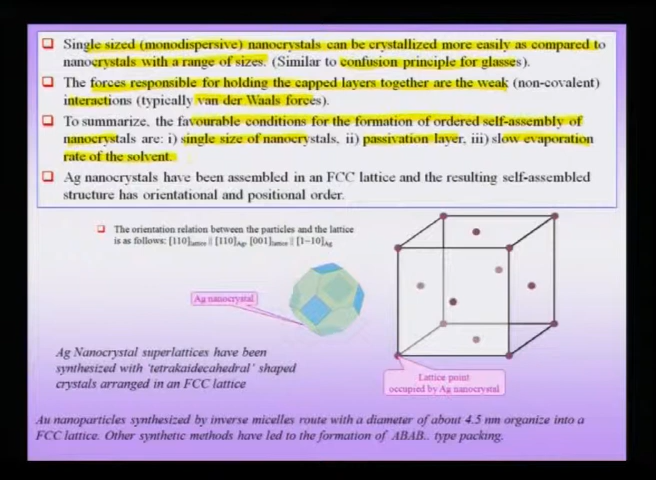 Single sized (monodispersive) nanocrystals can be crystallized more easily as compared to
nanocrystals with a range of sizes. (Similar to confusion principle for glasses).
The forces responsible for holding the capped layers together are the weak (non-covalent)
interactions (typically van der Waals forces).
To summarize, the favourable conditions for the formation of ordered self-assembly of
nanocrystals are: i) single size of nanocrystals, ii) passivation layer, iii) slow evaporation
rate of the solvent.
Ag nanocrystals have been assembled in an FCC lattice and the resulting self-assembled
structure has orientational and positional order.
The orientation relation between the particles and the lattice
is as follows: [110]lattice || [110]Ag, [001]lattice || [1−10]Ag
Ag nanocrystal
Ag Nanocrystal superlattices have been
synthesized with 'tetrakaidecahedral' shaped
crystals arranged in an FCC lattice
Lattice point
occupied by Ag nanocrystal
Au nanoparticles synthesized by inverse micelles route with a diameter of about 4.5 nm organize into a
FCC lattice. Other synthetic methods have led to the formation of ABAB.. type packing.